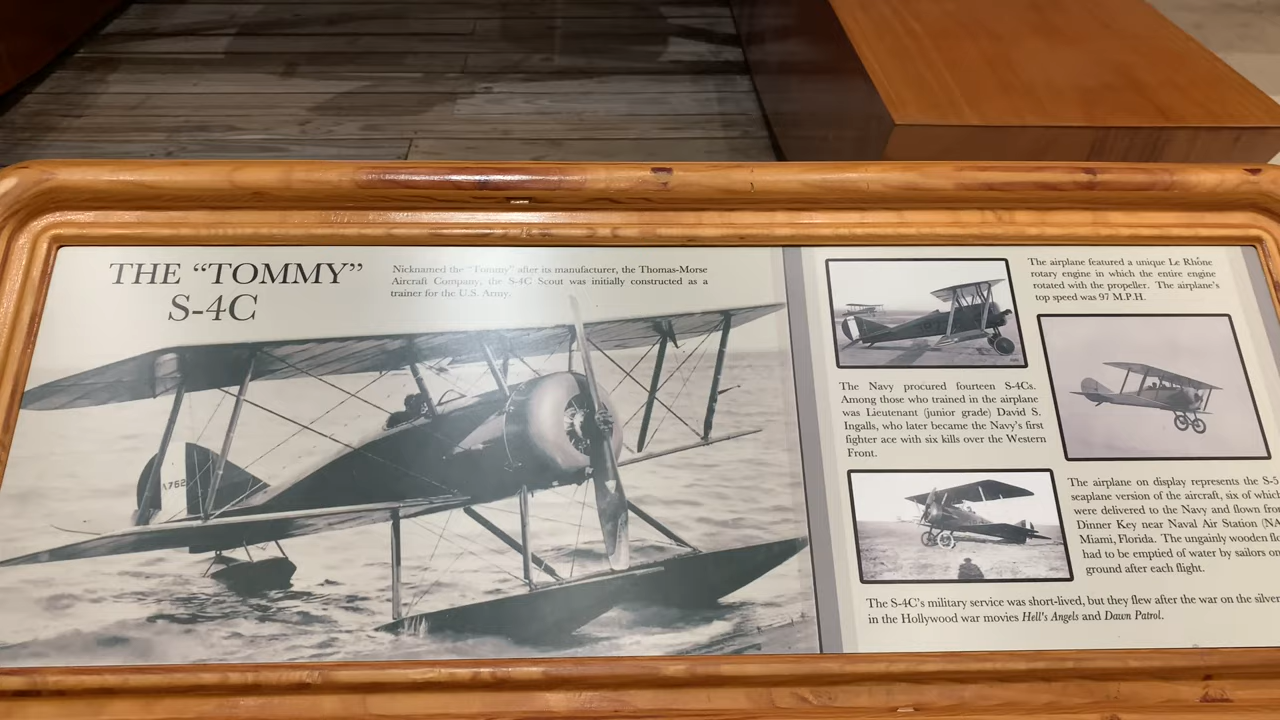 THE “TOMMY”
S-4C
Nicknamed the “Tommy” after its manufacturer, the Thomas-Morse
Aircraft Company, the S-4C Scout was initially constructed as a
trainer for the U.S. Army.
A762
The airplane featured a unique Le Rhône
rotary engine in which the entire engine
rotated with the propeller. The airplane’s
top speed was 97 M.P.H.
The Navy procured fourteen S-4Cs.
Among those who trained in the airplane
was Lieutenant (junior grade) David S.
Ingalls, who later became the Navy’s first
fighter ace with six kills over the Western
Front.
The airplane on display represents the S-5
seaplane version of the aircraft, six of which
were delivered to the Navy and flown from
Dinner Key near Naval Air Station (NA
Miami, Florida. The ungainly wooden flo
had to be emptied of water by sailors on
ground after each flight.
The S-4C’s military service was short-lived, but they flew after the war on the silver
in the Hollywood war movies Hell’s Angels and Dawn Patrol.